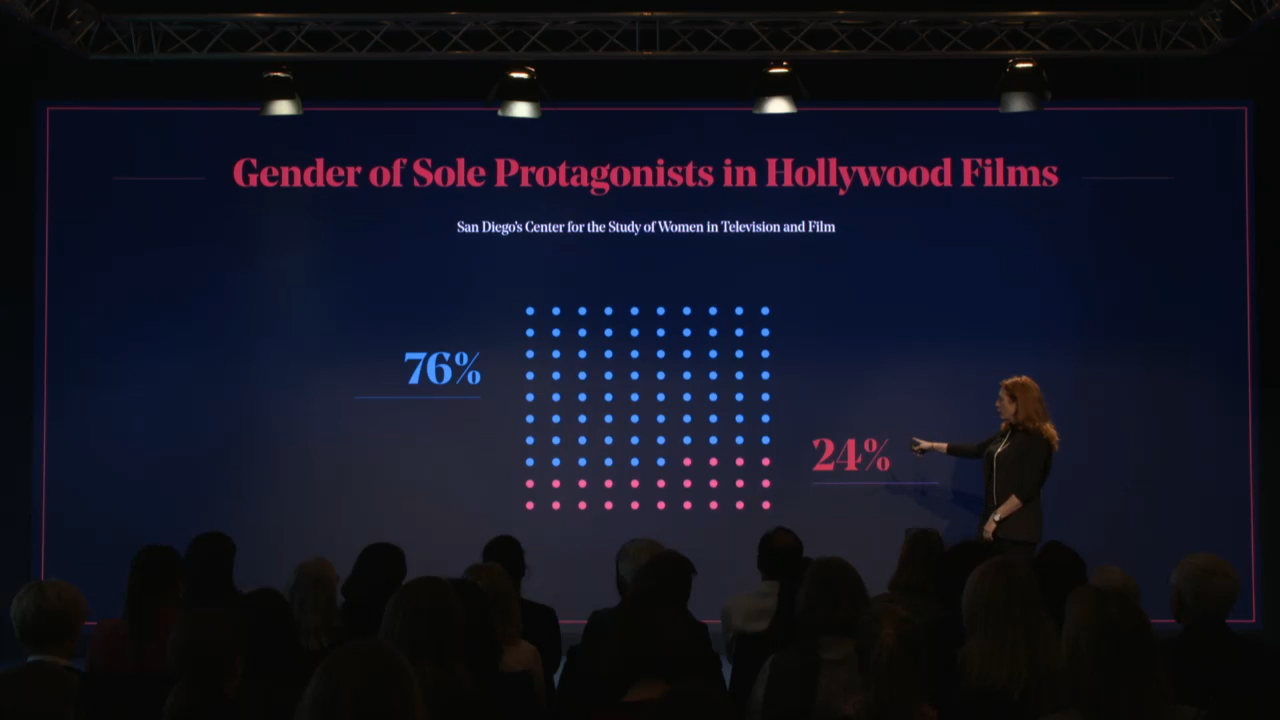 Gender of Sole Protagonists in Hollywood Films
San Diego's Center for the Study of Women in Television and Film
76%
24%